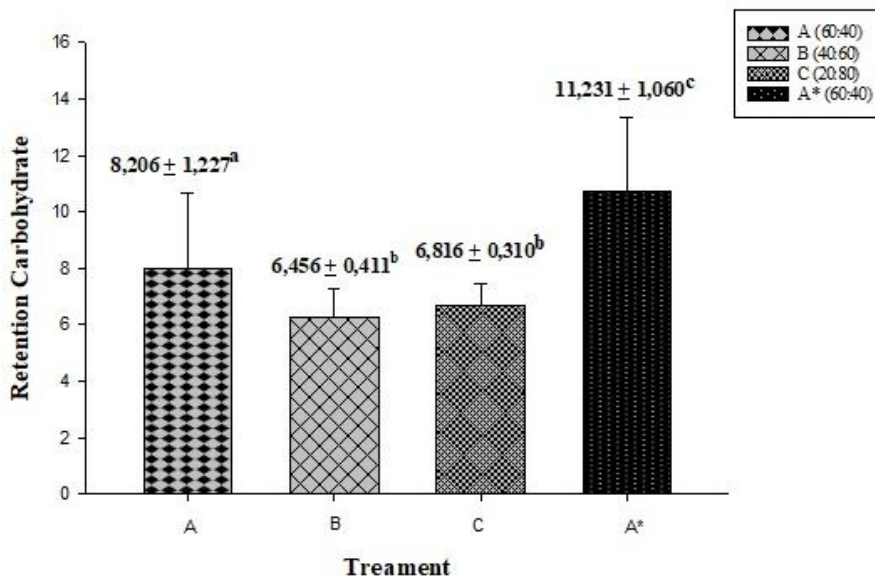 A (60:40)
B (40:60)
C (20:80)
A* (60:40)
Retention Carbohydrate
16
14
12
10
8
6
4
2
0
8,206 ± 1,227a
6,456 ± 0,411b
6,816 ± 0,310b
11,231 ± 1,060c
A B C A*
Treament